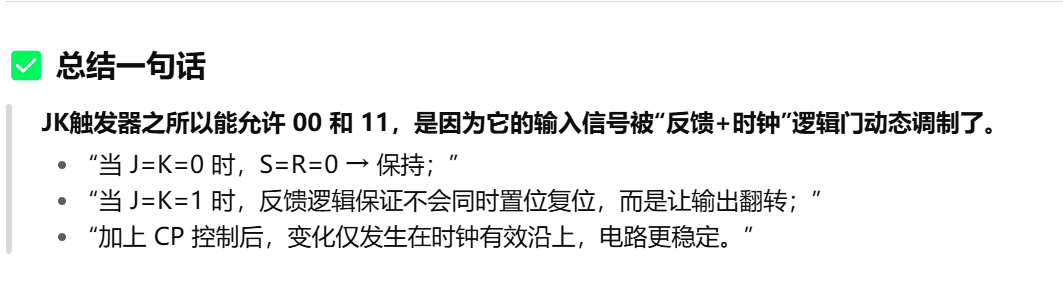 ✅ 总结一句话
JK触发器之所以能允许 00 和 11，是因为它的输入信号被“反馈+时钟”逻辑门动态调制了。
• “当 J=K=0 时，S=R=0 → 保持；”
• “当 J=K=1 时，反馈逻辑保证不会同时置位复位，而是让输出翻转；”
• “加上 CP 控制后，变化仅发生在时钟有效沿上，电路更稳定。”